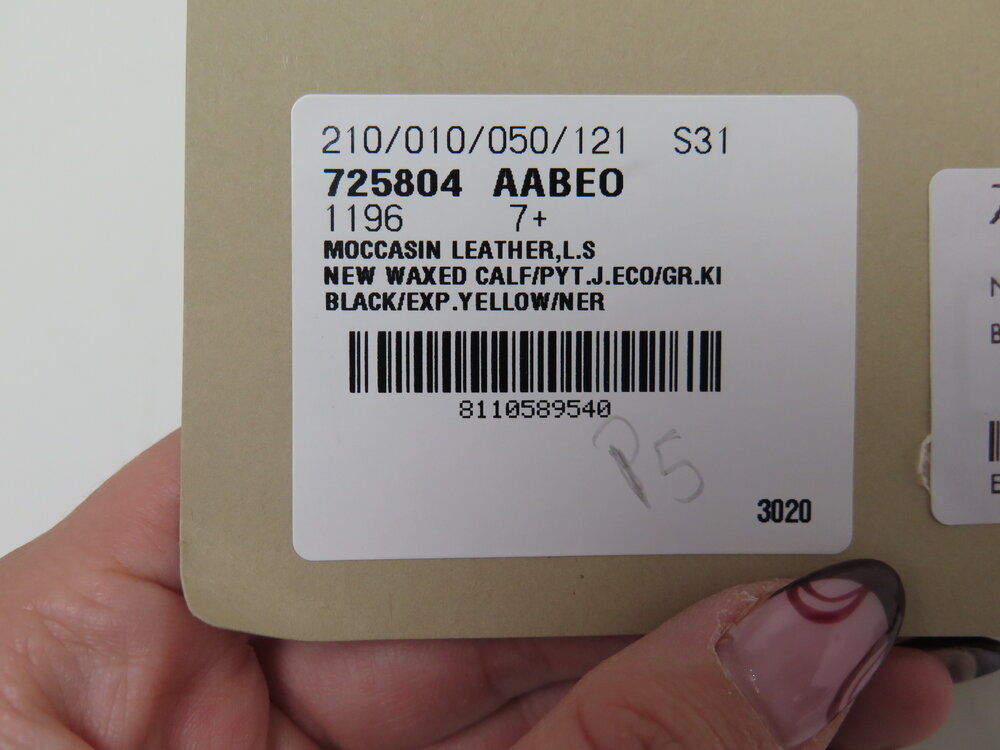 210/010/050/121 S31
725804 AABEO
1196 7+
MOCCASIN LEATHER,L.S
NEW WAXED CALF/PYT.J.ECO/GR.KI
BLACK/EXP.YELLOW/NER
8110589540
P5
3020